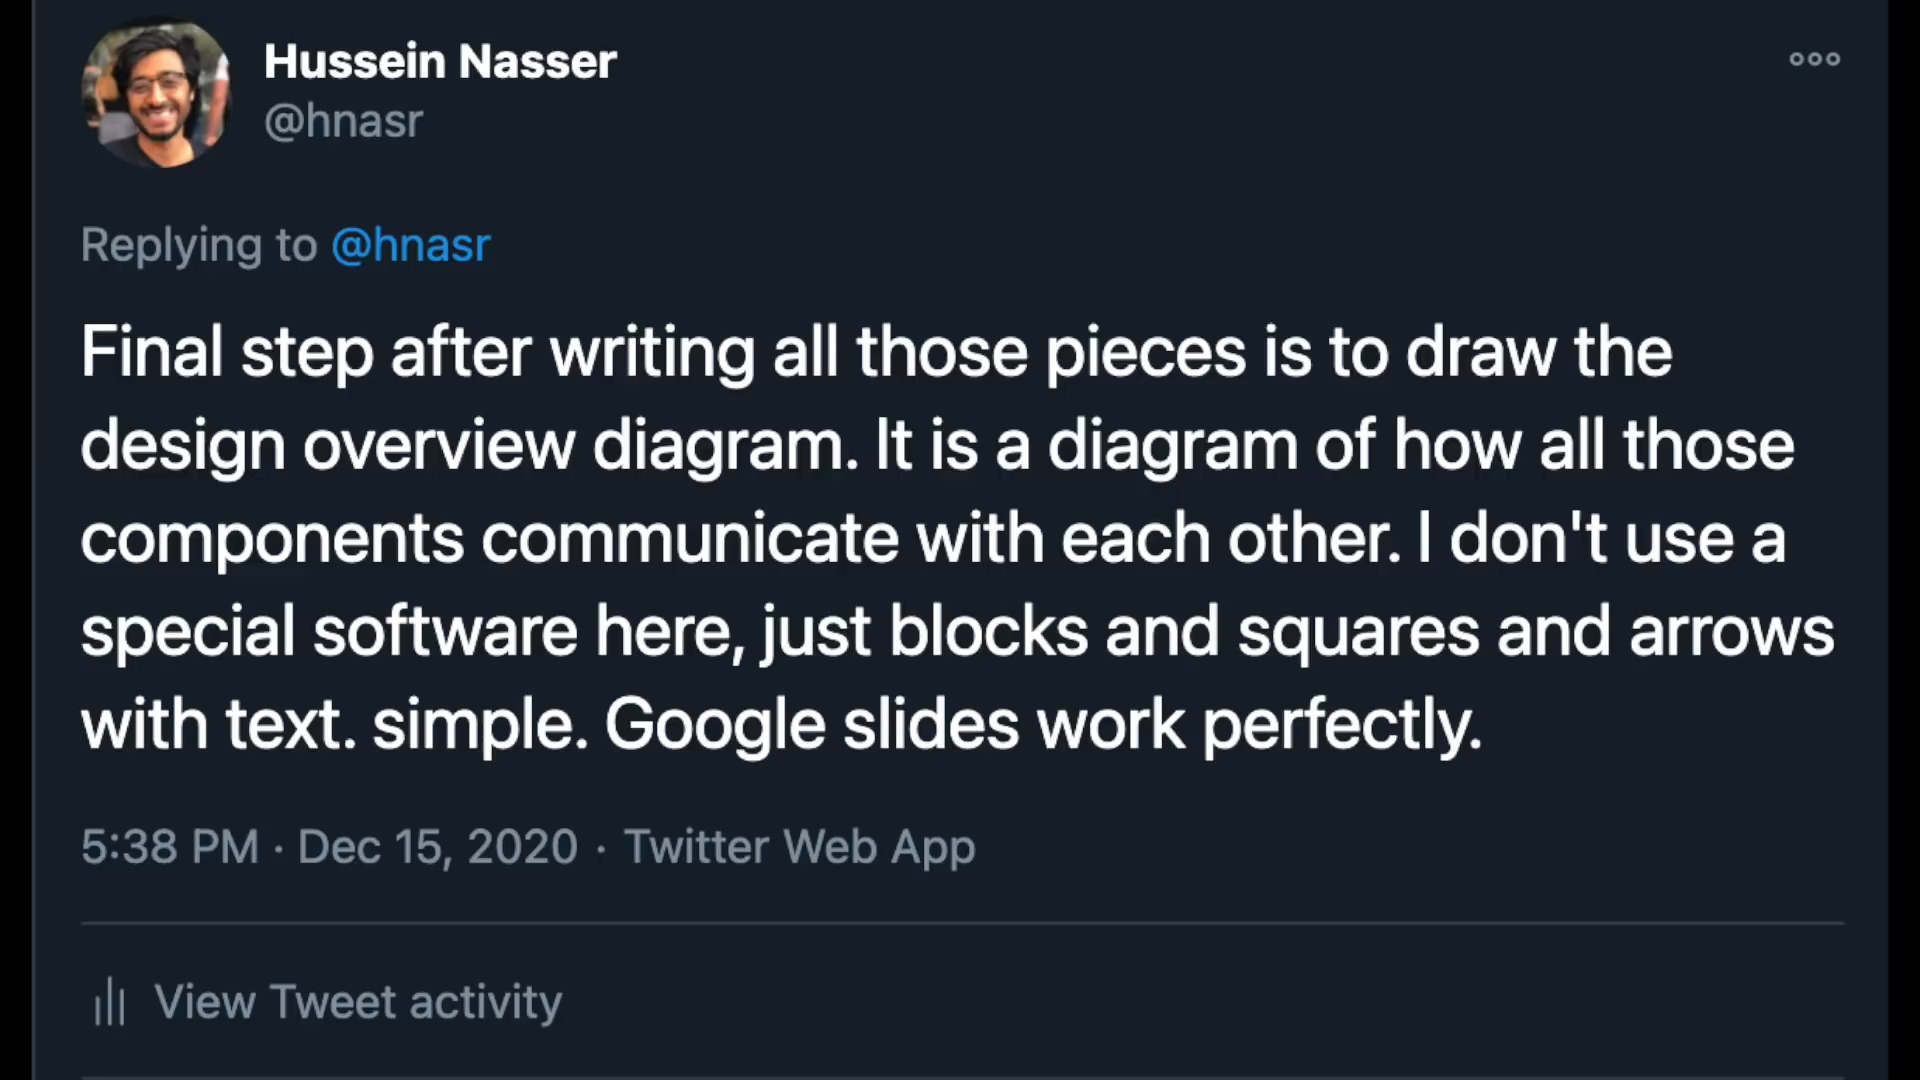 Hussein Nasser
@hnasr
Replying to @hnasr
Final step after writing all those pieces is to draw the
design overview diagram. It is a diagram of how all those
components communicate with each other. I don't use a
special software here, just blocks and squares and arrows
with text. simple. Google slides work perfectly.
5:38 PM · Dec 15, 2020 · Twitter Web App
View Tweet activity